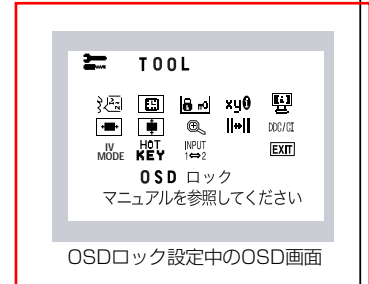 TOOL
xy0
DDC/CI
IV MODE HOT KEY INPUT 1⇔2 EXIT
OSD ロック
マニュアルを参照してください
OSDロック設定中のOSD画面